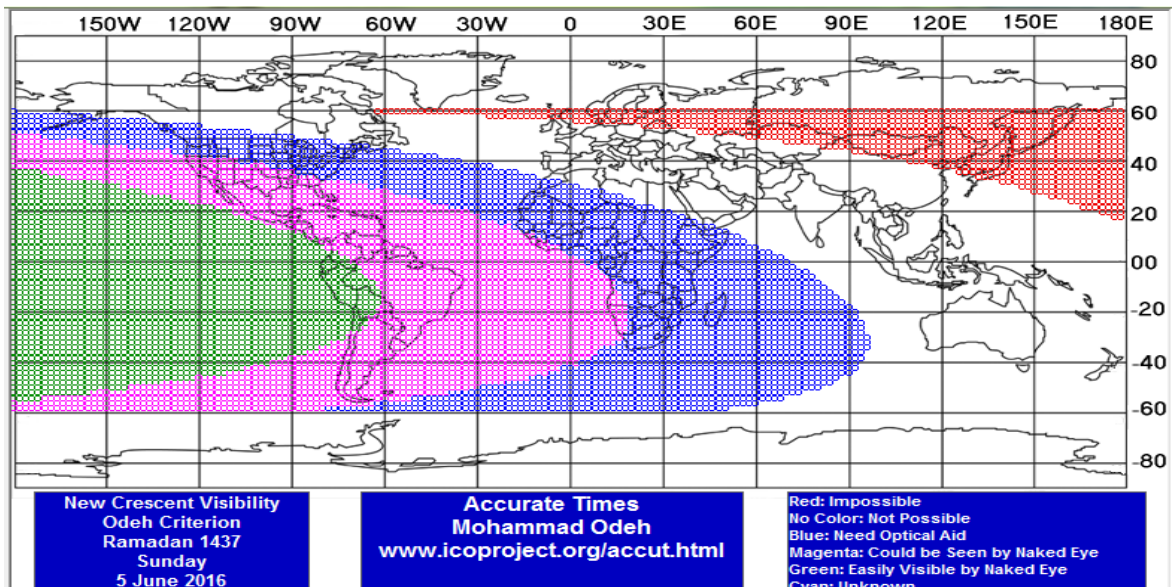 150W 120W 90W 60W 30W 0 30E 60E 90E 120E 150E 180E
80
60
40
20
00
-20
-40
-60
-80
New Crescent Visibility
Odeh Criterion
Ramadan 1437
Sunday
5 June 2016
Accurate Times
Mohammad Odeh
www.icoproject.org/accut.html
Red: Impossible
No Color: Not Possible
Blue: Need Optical Aid
Magenta: Could be Seen by Naked Eye
Green: Easily Visible by Naked Eye
Cyan: Unknown